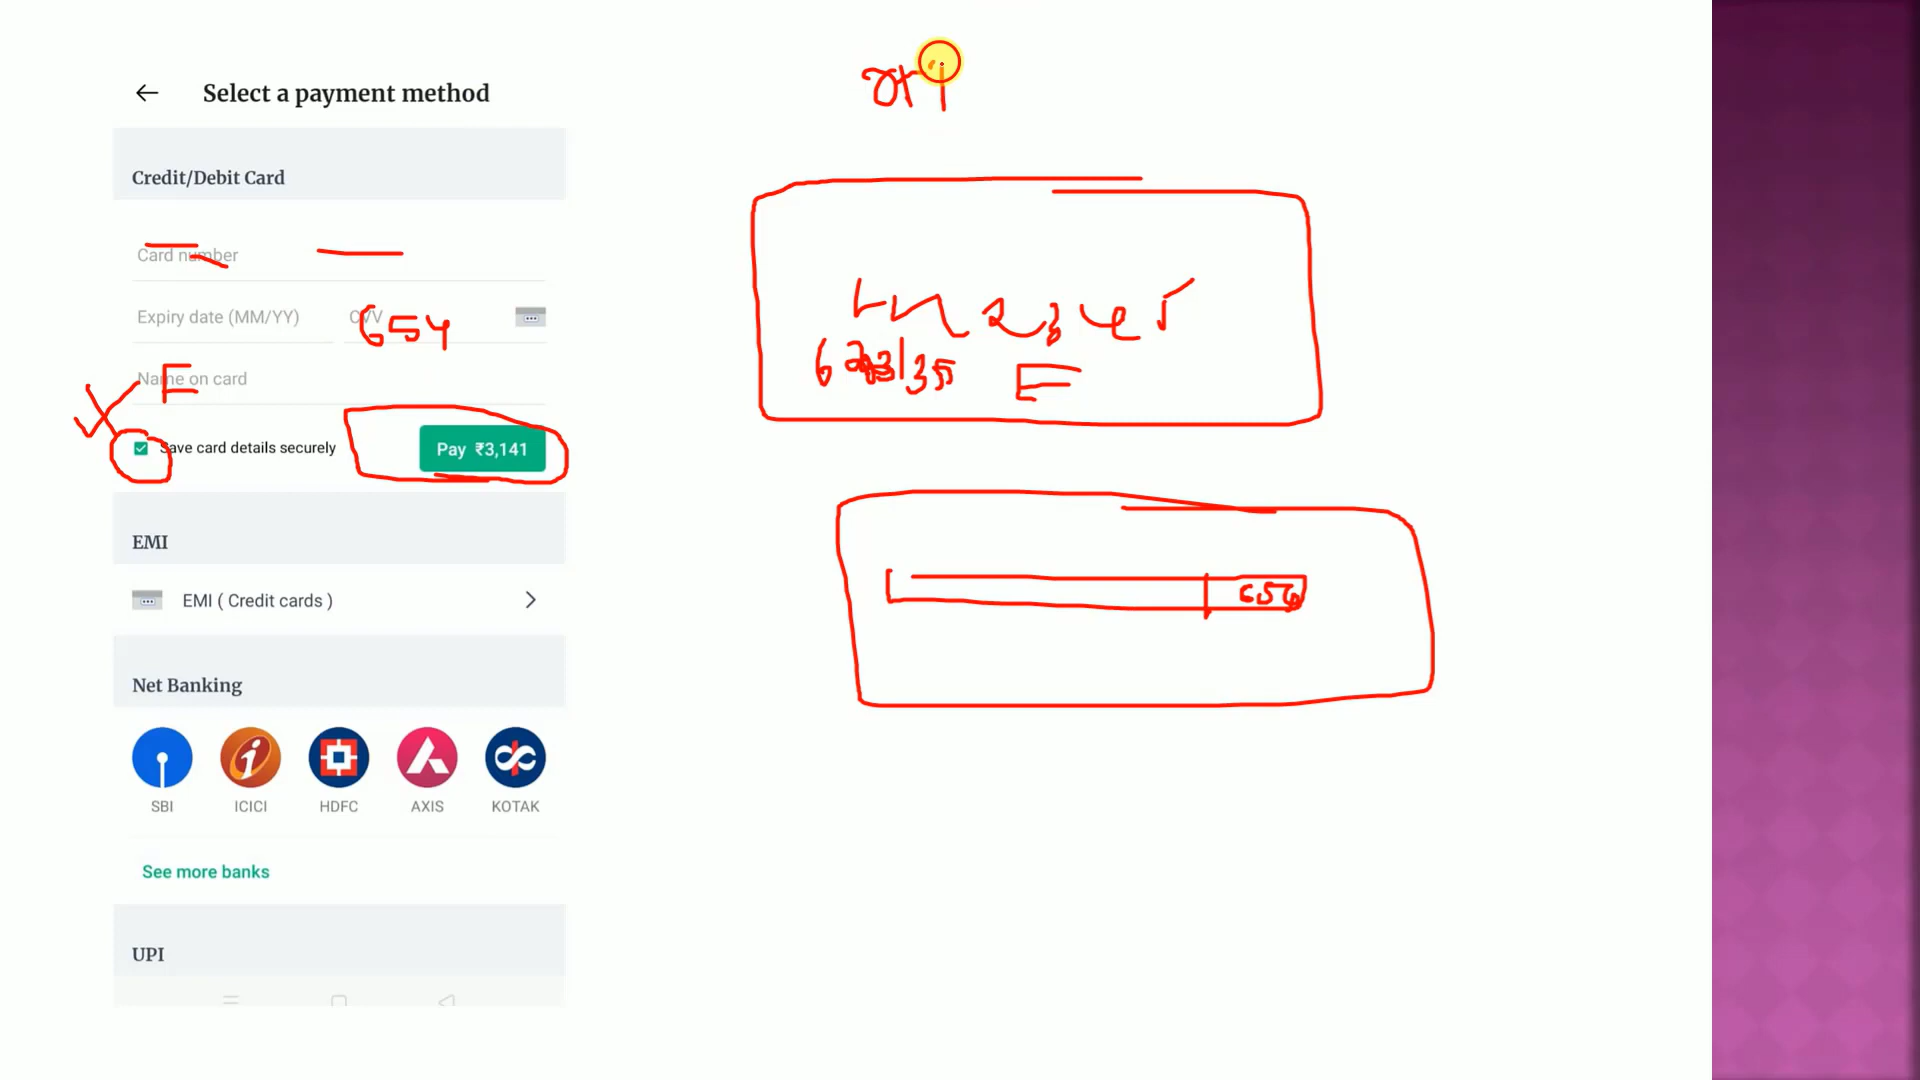 Select a payment method
Credit/Debit Card
Card number
Expiry date (MM/YY)
CVV
654
Name on card
E
Save card details securely
Pay ₹3,141
EMI
EMI ( Credit cards )
Net Banking
SBI
ICICI
HDFC
AXIS
KOTAK
See more banks
UPI
E
654